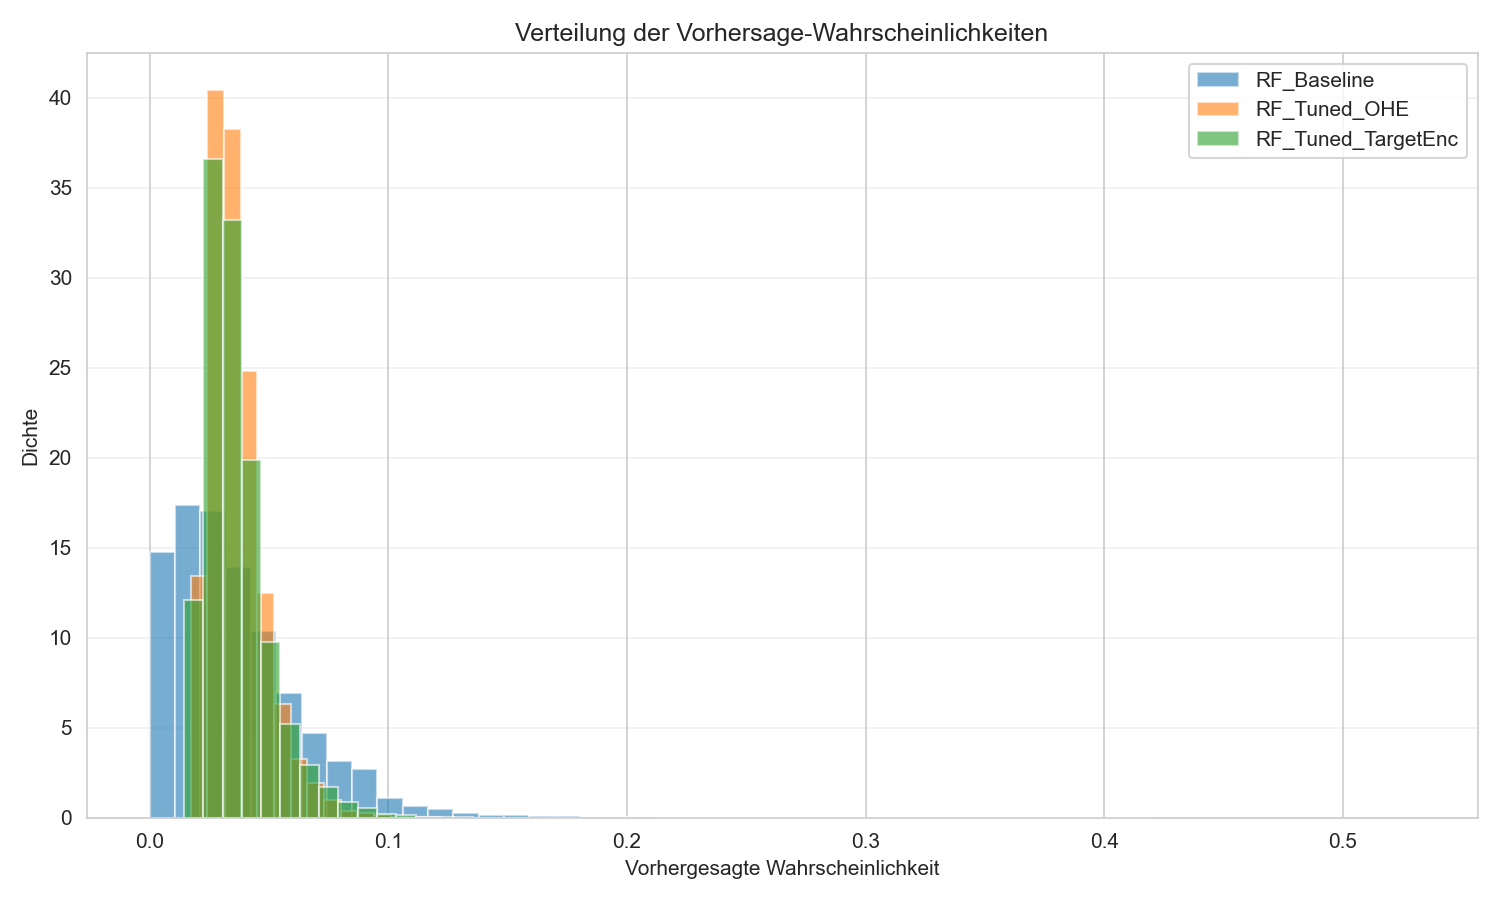 Verteilung der Vorhersage-Wahrscheinlichkeiten
RF_Baseline
RF_Tuned_OHE
RF_Tuned_TargetEnc
40
35
30
25
20
15
10
5
0
Dichte
0.0 0.1 0.2 0.3 0.4 0.5
Vorhergesagte Wahrscheinlichkeit